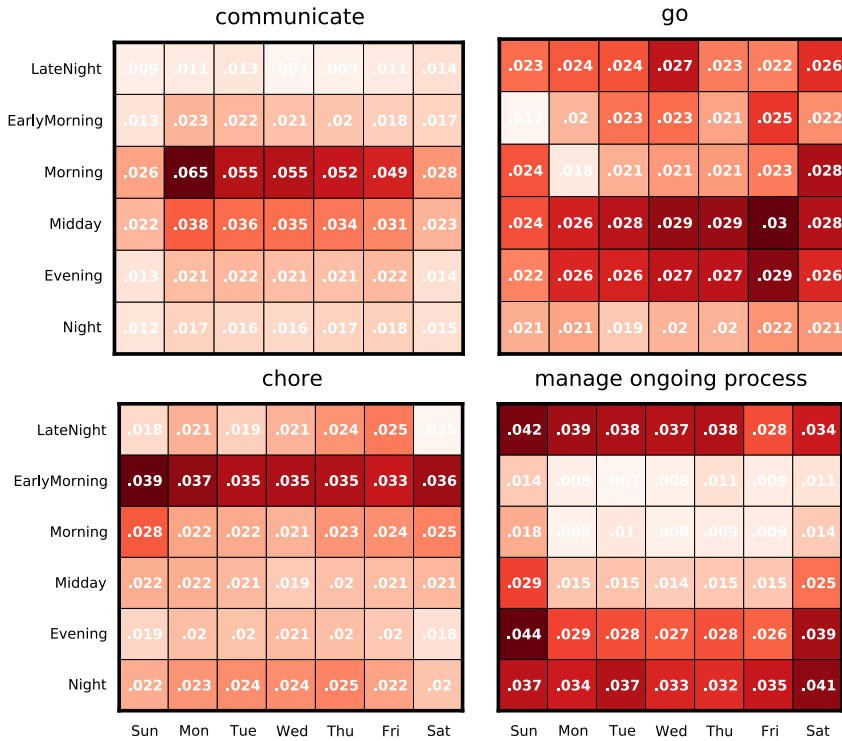 communicate go
LateNight .009 .011 .013 .007 .009 .011 .014 .023 .024 .024 .027 .023 .022 .026
EarlyMorning .013 .023 .022 .021 .02 .018 .017 .017 .02 .023 .023 .021 .025 .022
Morning .026 .065 .055 .055 .052 .049 .028 .024 .018 .021 .021 .021 .023 .028
Midday .022 .038 .036 .035 .034 .031 .023 .024 .026 .028 .029 .029 .03 .028
Evening .013 .021 .022 .021 .021 .022 .014 .022 .026 .026 .027 .027 .029 .026
Night .012 .017 .016 .016 .017 .018 .015 .021 .021 .019 .02 .02 .022 .021
chore manage ongoing process
LateNight .018 .021 .019 .021 .024 .025 .015 .042 .039 .038 .037 .038 .028 .034
EarlyMorning .039 .037 .035 .035 .035 .033 .036 .014 .008 .007 .008 .011 .009 .011
Morning .028 .022 .022 .021 .023 .024 .025 .018 .008 .01 .008 .009 .009 .014
Midday .022 .022 .021 .019 .02 .021 .021 .029 .015 .015 .014 .015 .015 .025
Evening .019 .02 .02 .021 .02 .02 .018 .044 .029 .028 .027 .028 .026 .039
Night .022 .023 .024 .024 .025 .022 .02 .037 .034 .037 .033 .032 .035 .041
Sun Mon Tue Wed Thu Fri Sat Sun Mon Tue Wed Thu Fri Sat